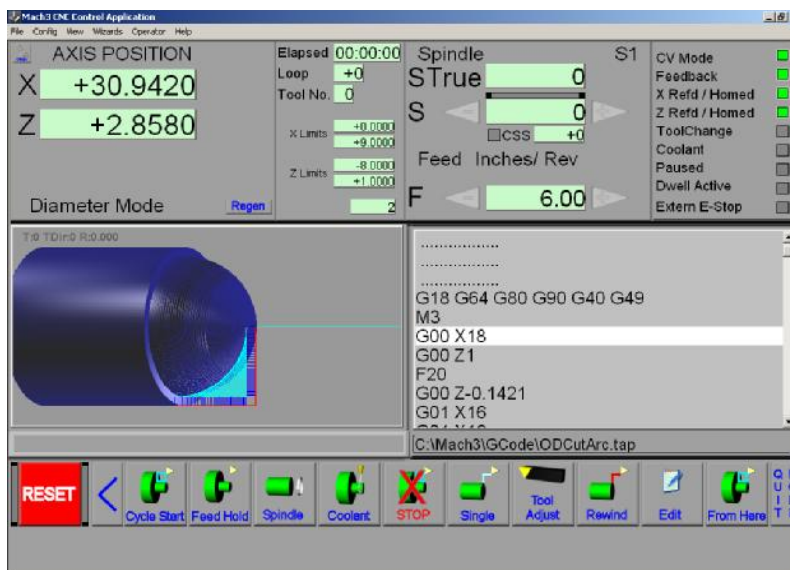 Mach3 CNC Control Application
File Config View Wizards Operator Help
AXIS POSITION
X +30.9420
Z +2.8580
Diameter Mode
Regen
Elapsed 00:00:00
Loop +0
Tool No. 0
X Limits +0.0000
+9.0000
Z Limits -8.0000
+1.0000
2
Spindle S1
STrue 0
S 0
CSS +0
Feed Inches/ Rev
F 6.00
CV Mode
Feedback
X Refd / Homed
Z Refd / Homed
ToolChange
Coolant
Paused
Dwell Active
Extern E-Stop
T:0 TDir:0 R:0.000
.................
.................
.................
G18 G64 G80 G90 G40 G49
M3
G00 X18
G00 Z1
F20
G00 Z-0.1421
G01 X16
C:\Mach3\GCode\ODCutArc.tap
RESET
Cycle Start
Feed Hold
Spindle
Coolant
STOP
Single
Tool
Adjust
Rewind
Edit
From Here
QUIT